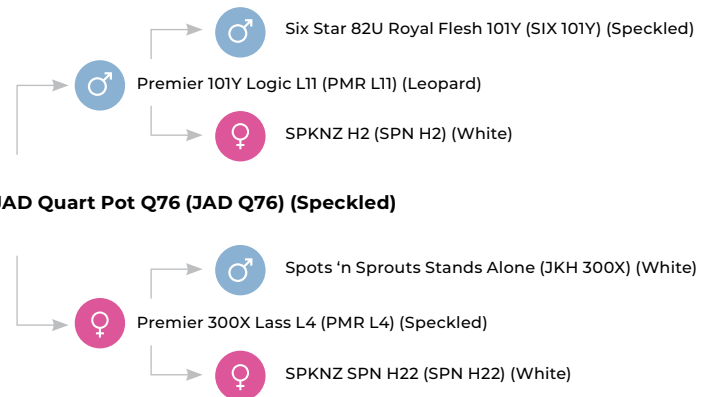 Six Star 82U Royal Flesh 101Y (SIX 101Y) (Speckled)
Premier 101Y Logic L11 (PMR L11) (Leopard)
SPKNZ H2 (SPN H2) (White)
JAD Quart Pot Q76 (JAD Q76) (Speckled)
Spots ‘n Sprouts Stands Alone (JKH 300X) (White)
Premier 300X Lass L4 (PMR L4) (Speckled)
SPKNZ SPN H22 (SPN H22) (White)